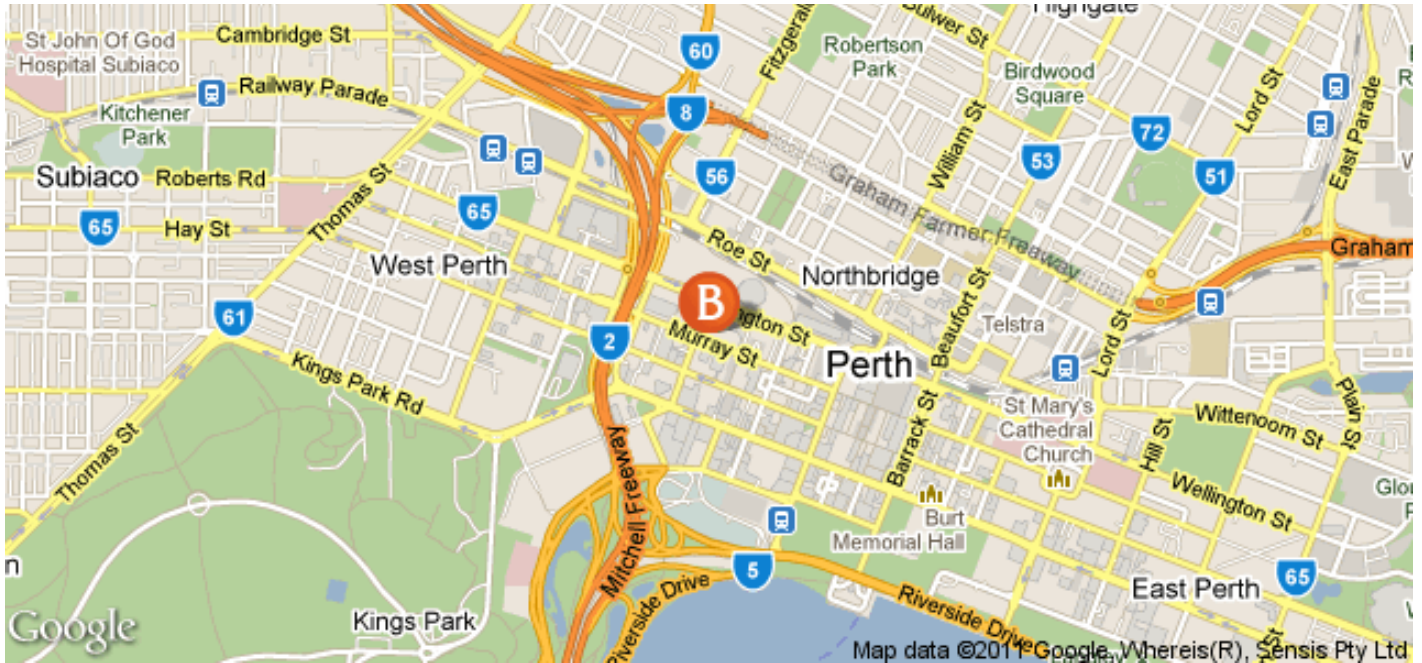 Highgate
Cambridge St
St John Of God
Hospital Subiaco
60
Fitzgerald
Bulwer St
Robertson
Park
Birdwood
Square
Lord St
Railway Parade
Kitchener
Park
8
72
East Parade
53
William St
56
51
Subiaco
Roberts Rd
Thomas St
65
65
Hay St
Graham Farmer Freeway
Roe St
West Perth
Northbridge
Graham
B
61
ngton St
Murray St
2
Beaufort St
Telstra
Lord St
Perth
Kings Park Rd
Barrack St
St Mary's
Cathedral
Church
Hill St
Wittenoom St
Plain St
Thomas St
Mitchell Freeway
Wellington St
Burt
Memorial Hall
5
65
East Perth
Riverside Drive
Riverside Drive
Kings Park
Google
Map data ©2011 Google, Whereis(R), Sensis Pty Ltd